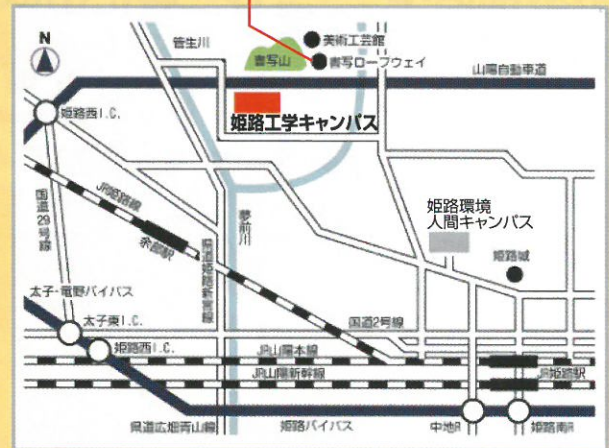 N
菅生川
美術工芸館
書写山
書写ロープウェイ
山陽自動車道
姫路西I.C.
姫路工学キャンパス
国道29号線
JR姫路線
余部駅
県道姫路新宮線
夢前川
姫路環境
人間キャンパス
姫路城
太子・竜野バイパス
太子東I.C.
姫路西I.C.
国道2号線
JR山陽本線
JR山陽新幹線
JR姫路駅
県道広畑青山線
姫路バイパス
中地R
姫路南R